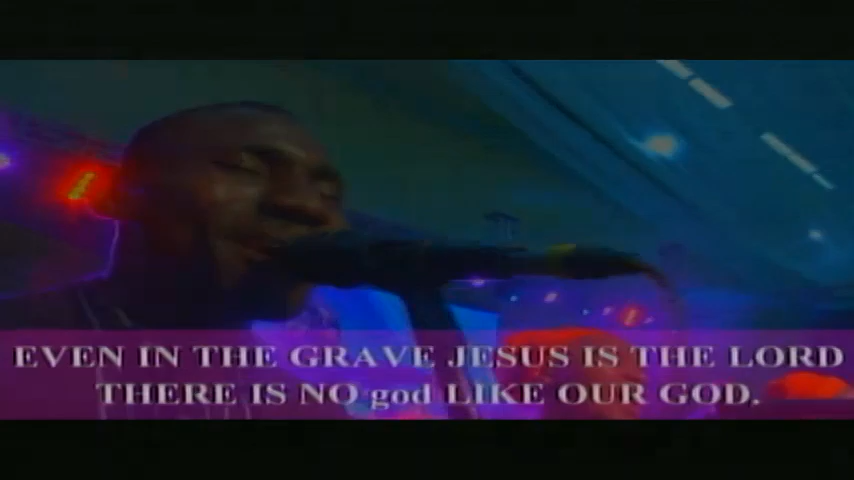 EVEN IN THE GRAVE JESUS IS THE LORD
THERE IS NO god LIKE OUR GOD.